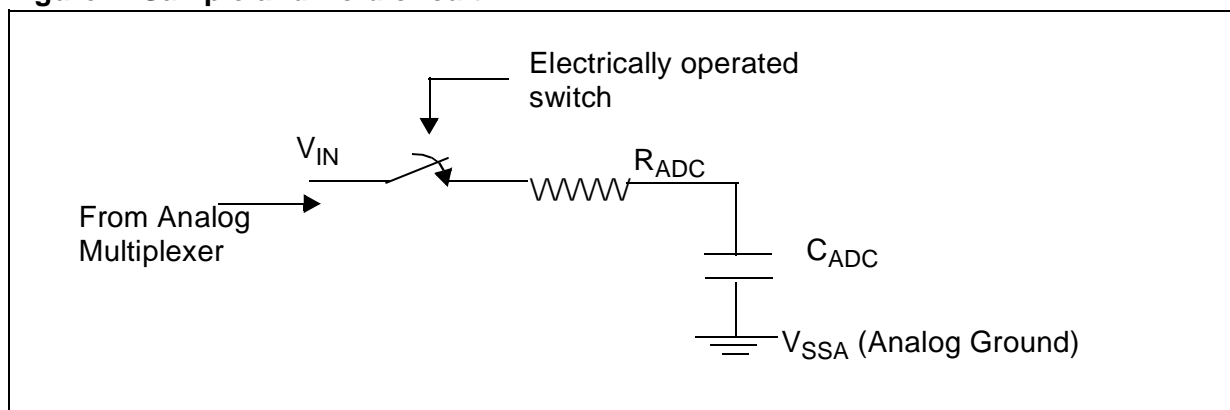 Electrically operated
switch
V_IN
R_ADC
From Analog
Multiplexer
C_ADC
V_SSA (Analog Ground)